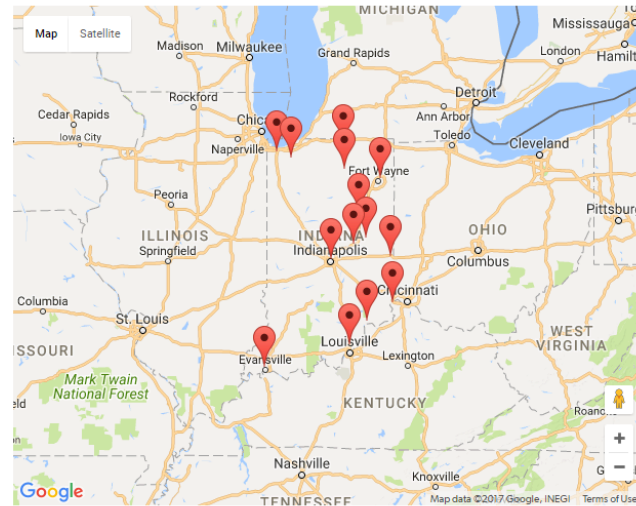 MICHIGAN
Mississauga
Map Satellite
Madison Milwaukee
Grand Rapids
London
Hamilt
Rockford
Detroit
Ann Arbor
Cedar Rapids
Iowa City
Chic
Toledo
Naperville
Cleveland
Fort Wayne
Peoria
Pittsburg
ILLINOIS
IND ANA
OHIO
Springfield
Indianapolis
Columbus
Columbia
Cincinnati
St. Louis
WEST
VIRGINIA
SSOURI
Louisville
Evansville
Lexington
Mark Twain
National Forest
eld
KENTUCKY
Roano
Nashville
Google
Knoxville
TENNESSEE
Map data ©2017 Google, INEGI Terms of Use